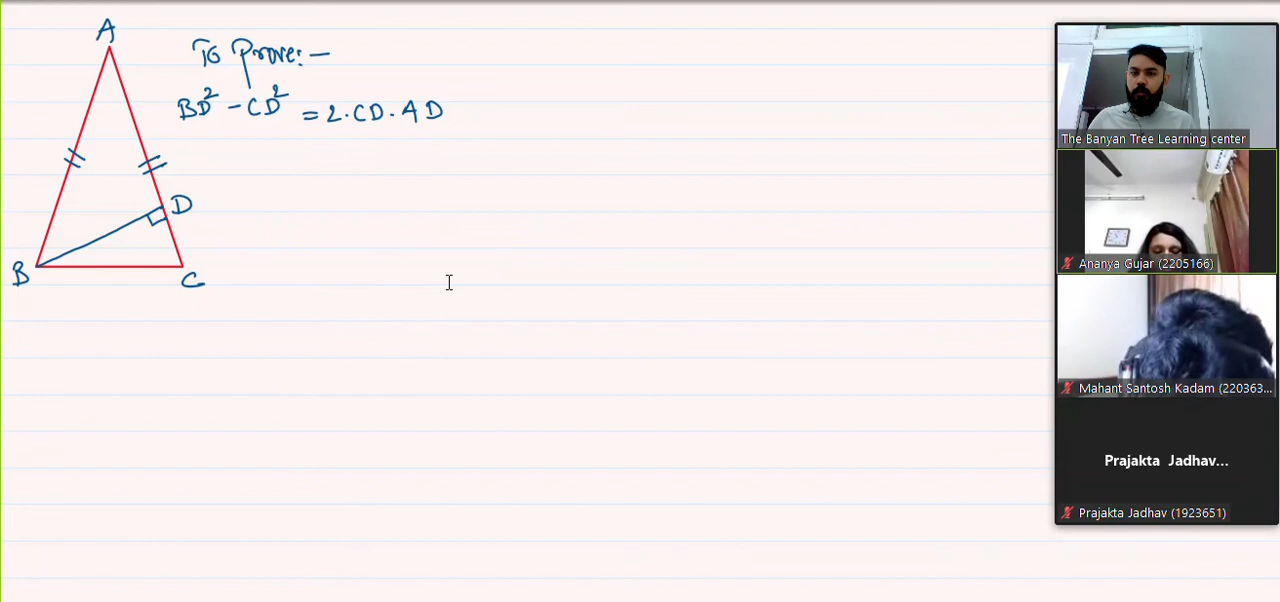 A
To Prove:-
BD² - CD² = 2·CD·AD
D
B
C
The Banyan Tree Learning center
Ananya Gujar (2205166)
Mahant Santosh Kadam (220363...
Prajakta Jadhav...
Prajakta Jadhav (1923651)